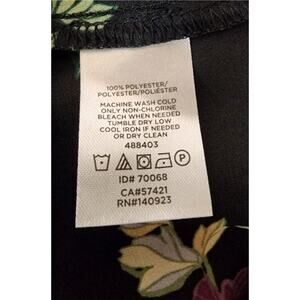 100% POLYESTER/
POLYESTER/POLIÉSTER
MACHINE WASH COLD
ONLY NON-CHLORINE
BLEACH WHEN NEEDED
TUMBLE DRY LOW
COOL IRON IF NEEDED
OR DRY CLEAN
488403
P
ID# 70068
CA#57421
RN#140923